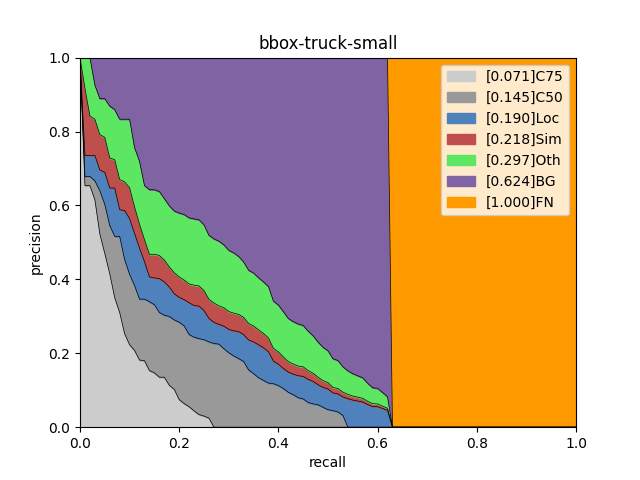 bbox-truck-small
1.0
0.8
0.6
0.4
0.2
0.0
precision
[0.071]C75
[0.145]C50
[0.190]Loc
[0.218]Sim
[0.297]Oth
[0.624]BG
[1.000]FN
0.0 0.2 0.4 0.6 0.8 1.0
recall